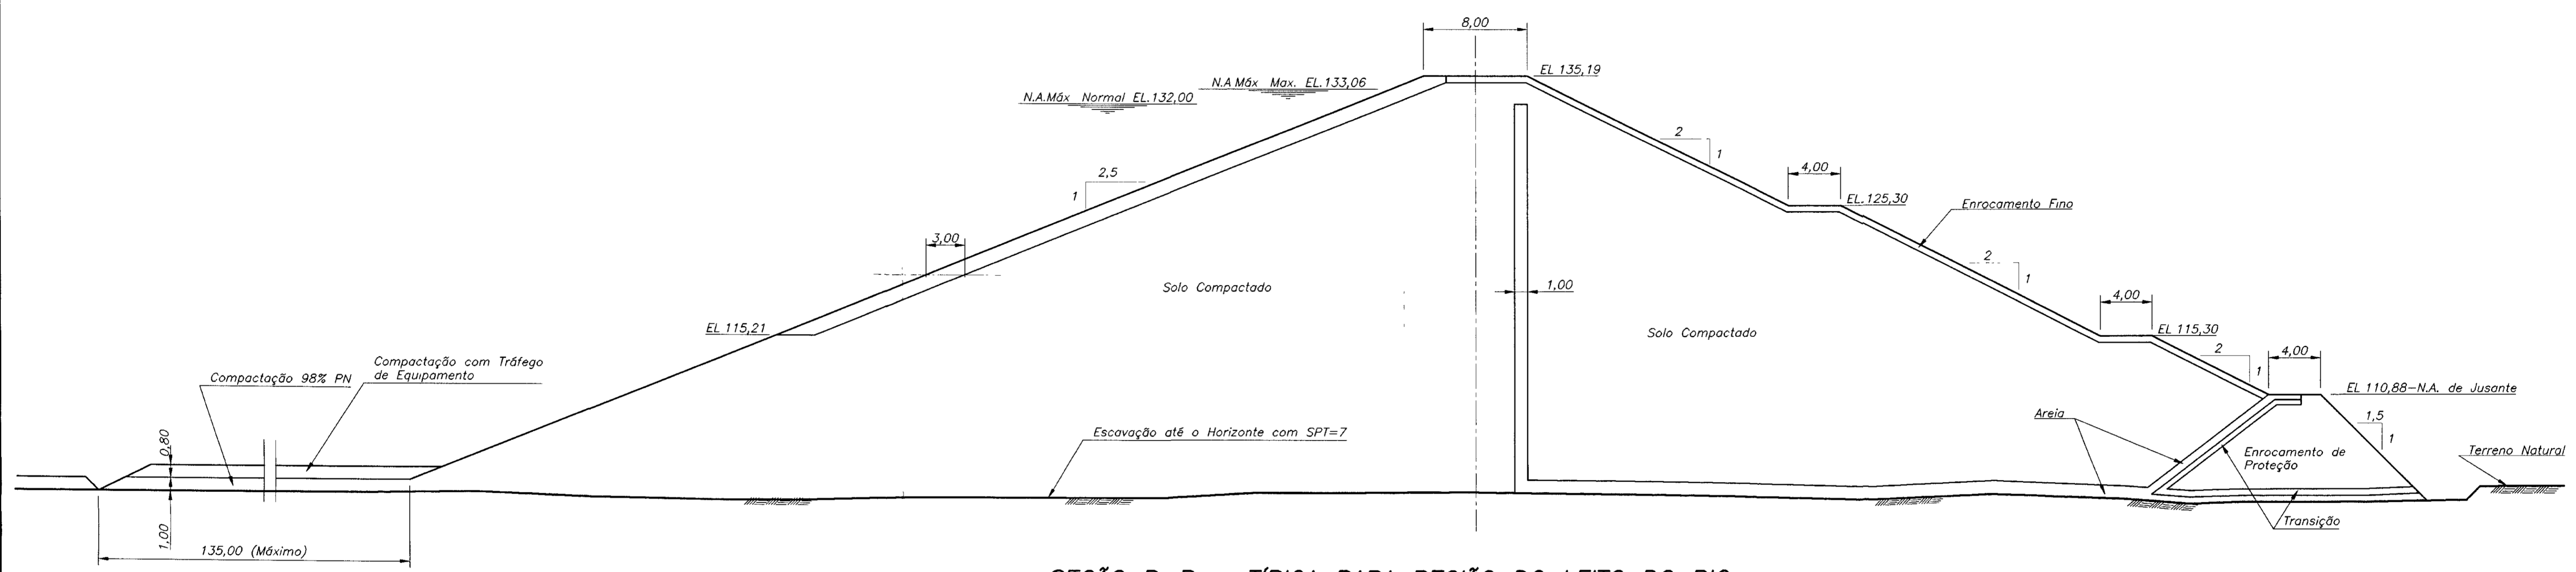 8,00
EL 135,19
N.A Máx Max. EL.133,06
N.A.Máx Normal EL.132,00
2
1
2,5
1
4,00
EL.125,30
Enrocamento Fino
3,00
2
1
Solo Compactado
1,00
4,00
EL 115,21
Solo Compactado
EL 115,30
2
1
4,00
Compactação com Tráfego
de Equipamento
Compactação 98% PN
EL 110,88-N.A. de Jusante
1,5
1
Areia
Escavação até o Horizonte com SPT=7
0,80
Enrocamento de
Proteção
Terreno Natural
1,00
Transição
135,00 (Máximo)